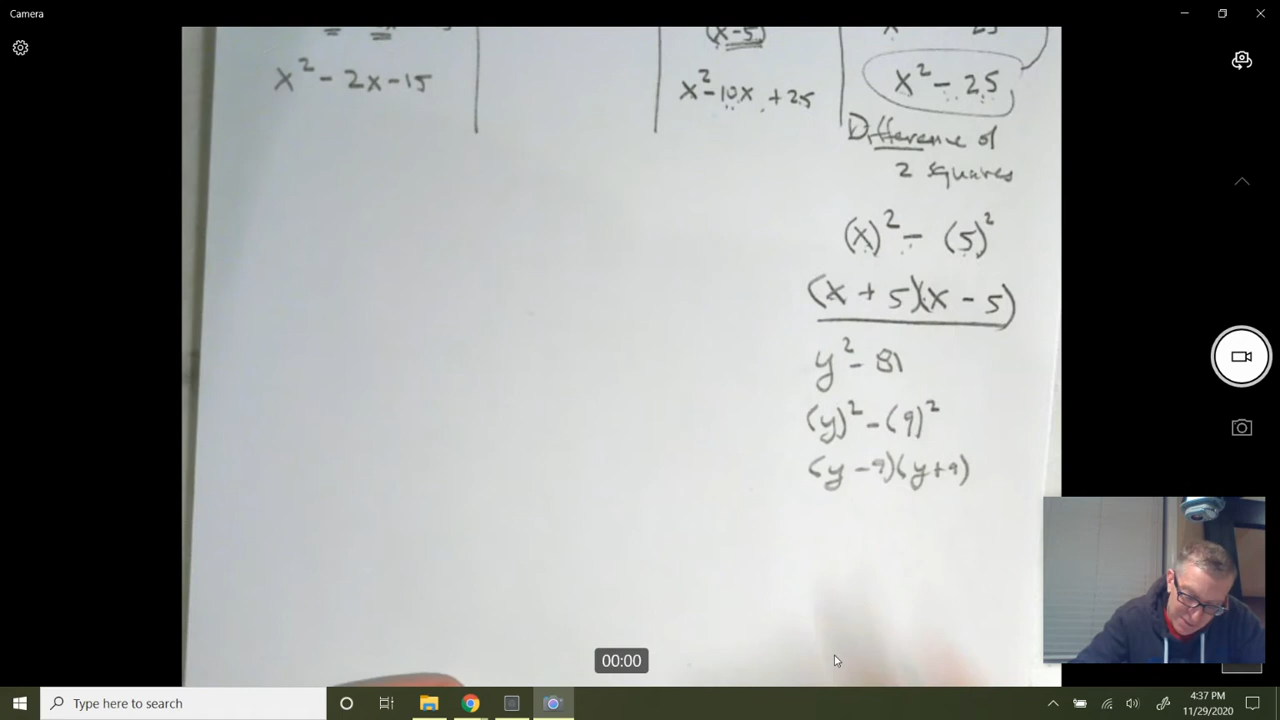 Camera
(x-5)
x² - 2x - 15
x² - 10x + 25
x² - 25
Difference of
2 squares
(x)² - (5)²
(x + 5)(x - 5)
y² - 81
(y)² - (9)²
(y - 9)(y + 9)
00:00
Type here to search
4:37 PM
11/29/2020